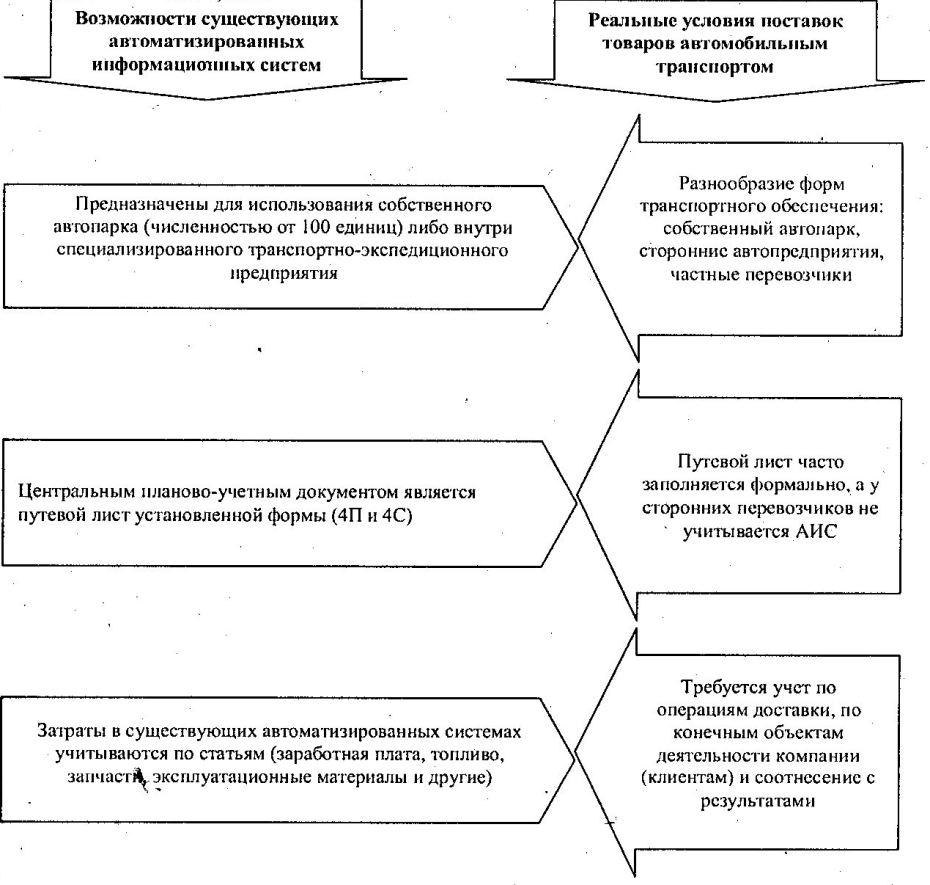 Возможности существующих
автоматизированных
информационных систем
Реальные условия поставок
товаров автомобильным
транспортом
Предназначены для использования собственного
автопарка (численностью от 100 единиц) либо внутри
специализированного транспортно-экспедиционного
предприятия
Разнообразие форм
транспортного обеспечения:
собственный автопарк,
сторонние автопредприятия,
частные перевозчики
Центральным планово-учетным документом является
путевой лист установленной формы (4П и 4С)
Путевой лист часто
заполняется формально, а у
сторонних перевозчиков не
учитывается АИС
Затраты в существующих автоматизированных системах
учитываются по статьям (заработная плата, топливо,
запчасти, эксплуатационные материалы и другие)
Требуется учет по
операциям доставки, по
конечным объектам
деятельности компании
(клиентам) и соотнесение с
результатами